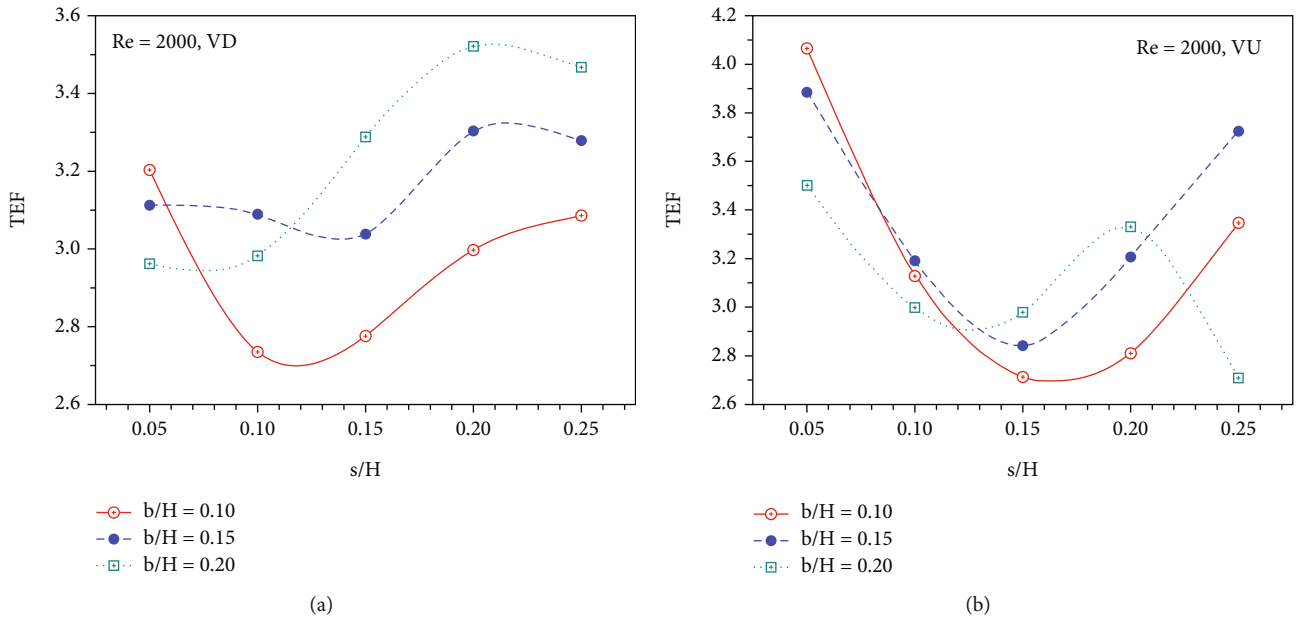 Re = 2000, VD
TEF
3.6
3.4
3.2
3.0
2.8
2.6
0.05 0.10 0.15 0.20 0.25
s/H
b/H = 0.10
b/H = 0.15
b/H = 0.20
(a)
Re = 2000, VU
TEF
4.2
4.0
3.8
3.6
3.4
3.2
3.0
2.8
2.6
0.05 0.10 0.15 0.20 0.25
s/H
b/H = 0.10
b/H = 0.15
b/H = 0.20
(b)